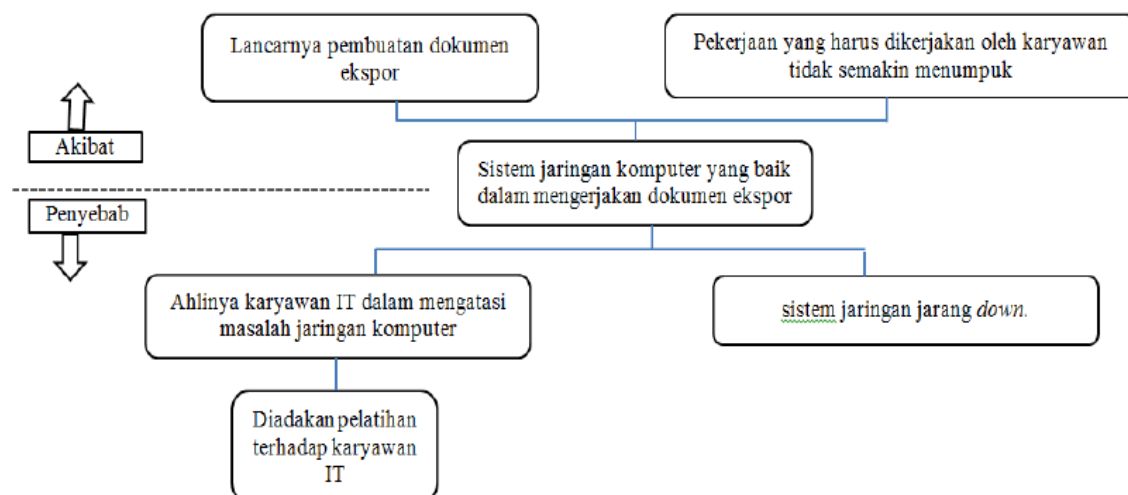 Lancarnya pembuatan dokumen
ekspor
Pekerjaan yang harus dikerjakan oleh karyawan
tidak semakin menumpuk
Akibat
Sistem jaringan komputer yang baik
dalam mengerjakan dokumen ekspor
Penyebab
Ahlinya karyawan IT dalam mengatasi
masalah jaringan komputer
sistem jaringan jarang down.
Diadakan pelatihan
terhadap karyawan
IT